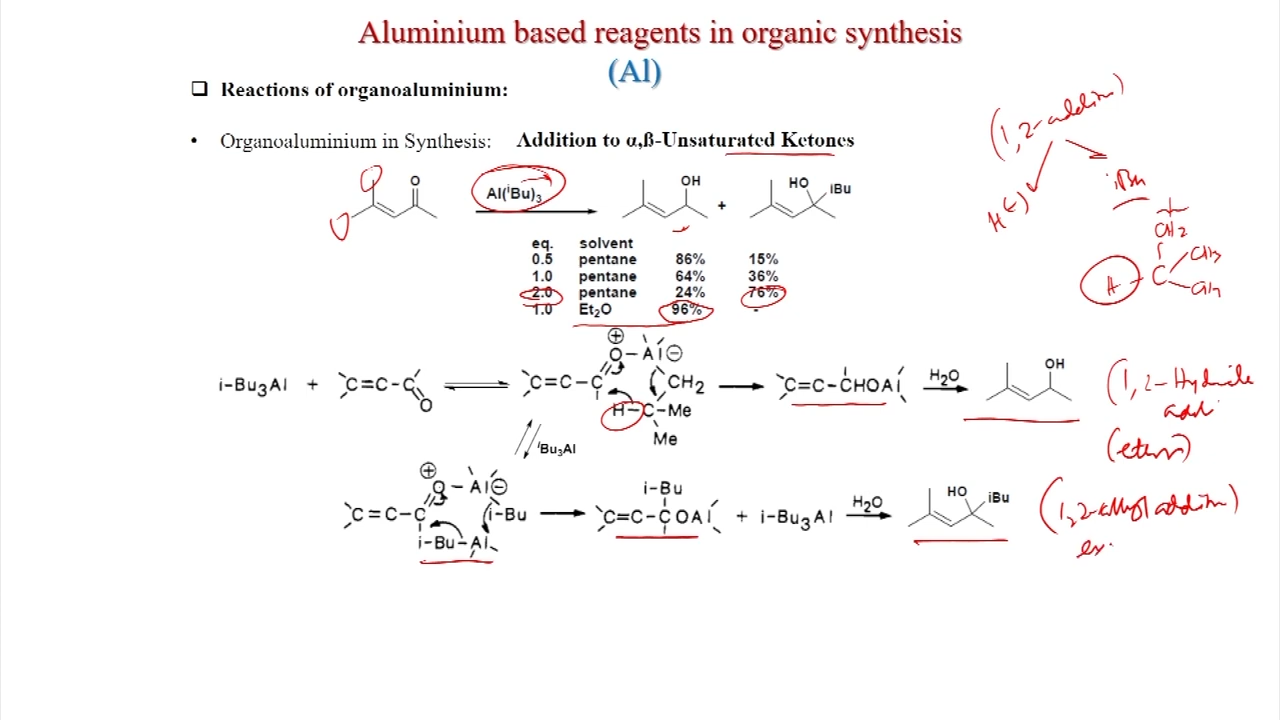 Aluminium based reagents in organic synthesis
(Al)
❑ Reactions of organoaluminium:
• Organoaluminium in Synthesis: Addition to α,ß-Unsaturated Ketones
(1,2-addim)
H(-) iBu
O Al(iBu)3 OH + HO iBu
CH2
H C CH3
CH3
eq. solvent
0.5 pentane 86% 15%
1.0 pentane 64% 36%
2.0 pentane 24% 76%
1.0 Et2O 96% -
i-Bu3Al + C=C-C O
C=C-C O-Al CH2 H-C-Me Me
C=C-CHOAl H2O OH
(1,2-Hydride
add.
iBu3Al
C=C-C O-Al i-Bu i-Bu-Al
i-Bu
C=C-COAl + i-Bu3Al H2O HO iBu
ex.